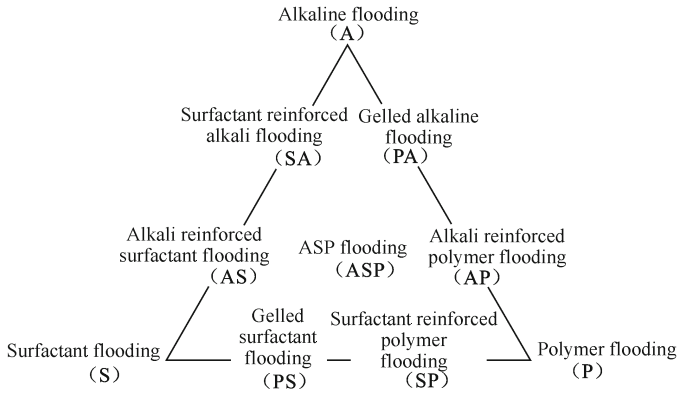 Alkaline flooding
（A）
Surfactant reinforced
alkali flooding
（SA）
Gelled alkaline
flooding
（PA）
Alkali reinforced
surfactant flooding
（AS）
ASP flooding
（ASP）
Alkali reinforced
polymer flooding
（AP）
Surfactant flooding
（S）
Gelled
surfactant
flooding
（PS）
Surfactant reinforced
polymer
flooding
（SP）
Polymer flooding
（P）